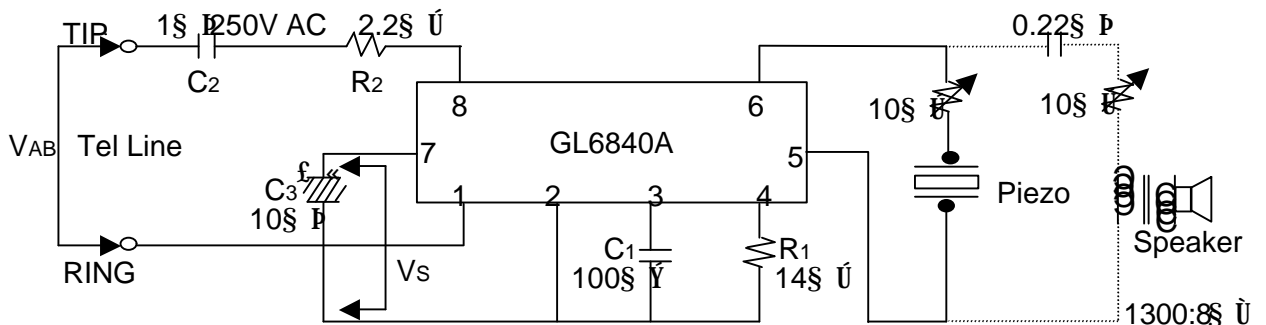 TIP
1§ Þ 250V AC
2.2§ Ú
0.22§ Þ
C2
R2
8
6
10§ Ú
10§ Ú
VAB
Tel Line
7
GL6840A
5
C3
10§ Þ
1
2
3
4
Piezo
RING
VS
C1
100§ Ý
R1
14§ Ú
Speaker
1300:8§ Ù